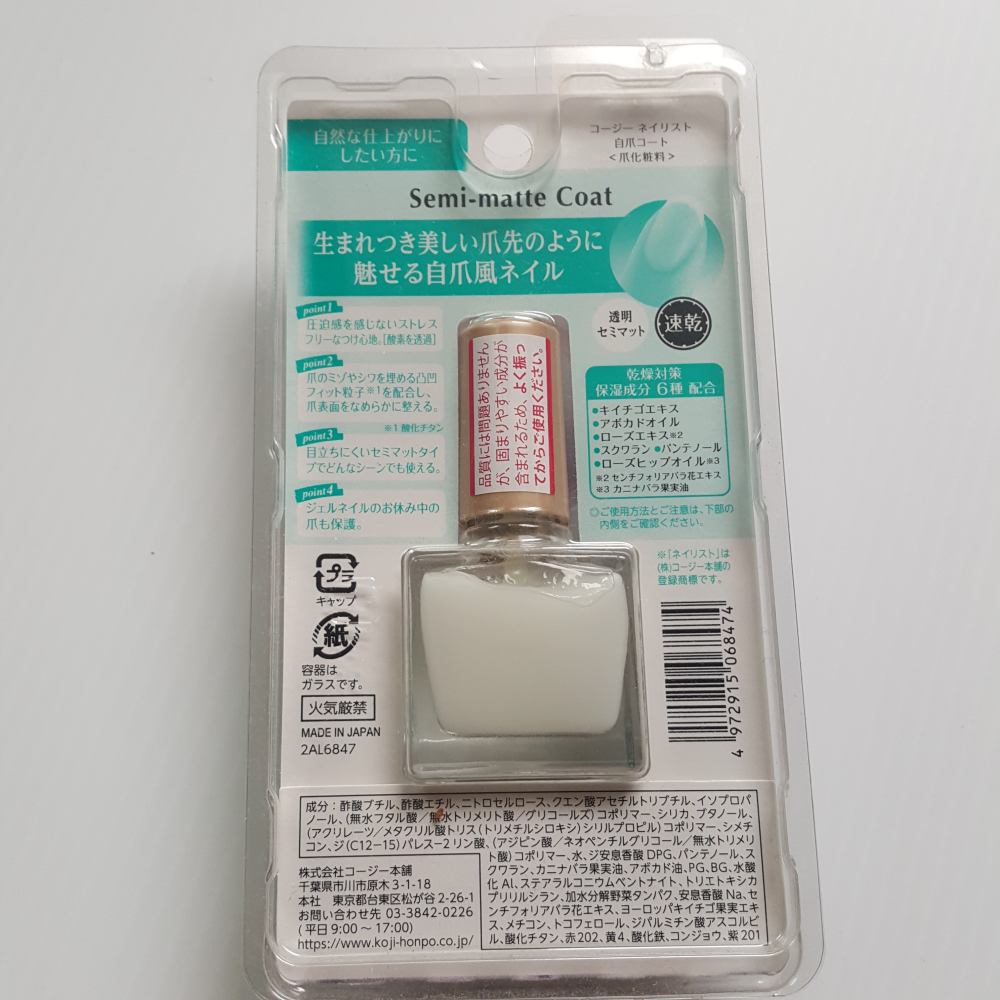 自然な仕上がりに
したい方に
コージー ネイリスト
自爪コート
<爪化粧料>
Semi-matte Coat
生まれつき美しい爪先のように
魅せる自爪風ネイル
point1
圧迫感を感じないストレス
フリーなつけ心地。[酸素を透過]
point2
爪のミゾやシワを埋める凸凹
フィット粒子※1を配合し、
爪表面をなめらかに整える。
※1 酸化チタン
point3
目立ちにくいセミマットタイ
プでどんなシーンでも使える。
point4
ジェルネイルのお休み中の
爪も保護。
品質には問題ありません
が、固まりやすい成分が
含まれるため、よく振っ
てからご使用ください。
透明
セミマット
速乾
乾燥対策
保湿成分 6種 配合
•キイチゴエキス
•アボカドオイル
•ローズエキス※2
•スクワラン •パンテノール
•ローズヒップオイル※3
※2 センチフォリアバラ花エキス
※3 カニナバラ果実油
◎ご使用方法とご注意は、下部の
内側をご確認ください。
※「ネイリスト」は
(株)コージー本舗の
登録商標です。
プラ
キャップ
紙
容器は
ガラスです。
火気厳禁
MADE IN JAPAN
2AL6847
4 972915 068474
成分：酢酸ブチル、酢酸エチル、ニトロセルロース、クエン酸アセチルトリブチル、イソプロパ
ノール、(無水フタル酸／無水トリメリト酸／グリコールズ)コポリマー、シリカ、ブタノール、
(アクリレーツ／メタクリル酸トリス(トリメチルシロキシ)シリルプロピル)コポリマー、シメチ
コン、ジ(C12-15)パレス-2リン酸、(アジピン酸／ネオペンチルグリコール／無水トリメリ
ト酸)コポリマー、水、ジ安息香酸DPG、パンテノール、ス
クワラン、カニナバラ果実油、アボカド油、PG、BG、水酸
化Al、ステアラルコニウムベントナイト、トリエトキシカ
プリリルシラン、加水分解野菜タンパク、安息香酸Na、セ
ンチフォリアバラ花エキス、ヨーロッパキイチゴ果実エキ
ス、メチコン、トコフェロール、ジパルミチン酸アスコルビ
ル、酸化チタン、赤202、黄4、酸化鉄、コンジョウ、紫201
株式会社コージー本舗
千葉県市川市原木3-1-18
本社 東京都台東区松が谷2-26-1
お問い合わせ先 03-3842-0226
(平日9:00～17:00)
https://www.koji-honpo.co.jp/